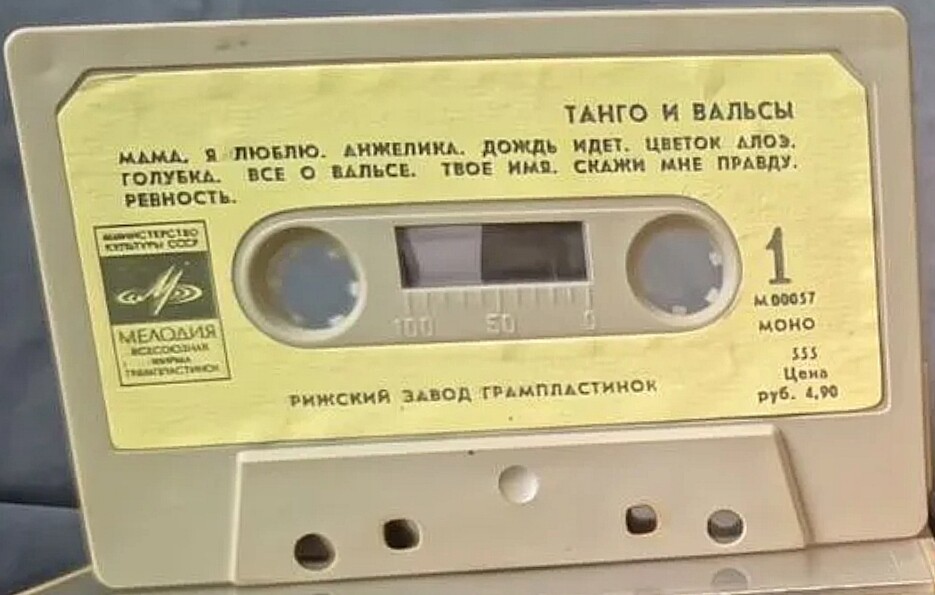 ТАНГО И ВАЛЬСЫ
МАМА, Я ЛЮБЛЮ. АНЖЕЛИКА. ДОЖДЬ ИДЕТ. ЦВЕТОК АЛОЭ.
ГОЛУБКА. ВСЕ О ВАЛЬСЕ. ТВОЕ ИМЯ. СКАЖИ МНЕ ПРАВДУ.
РЕВНОСТЬ.
МИНИСТЕРСТВО
КУЛЬТУРЫ СССР
МЕЛОДИЯ
ВСЕСОЮЗНАЯ
ФИРМА
ГРАМПЛАСТИНОК
100 50 0
1
М 00057
МОНО
555
Цена
руб. 4,90
РИЖСКИЙ ЗАВОД ГРАМПЛАСТИНОК